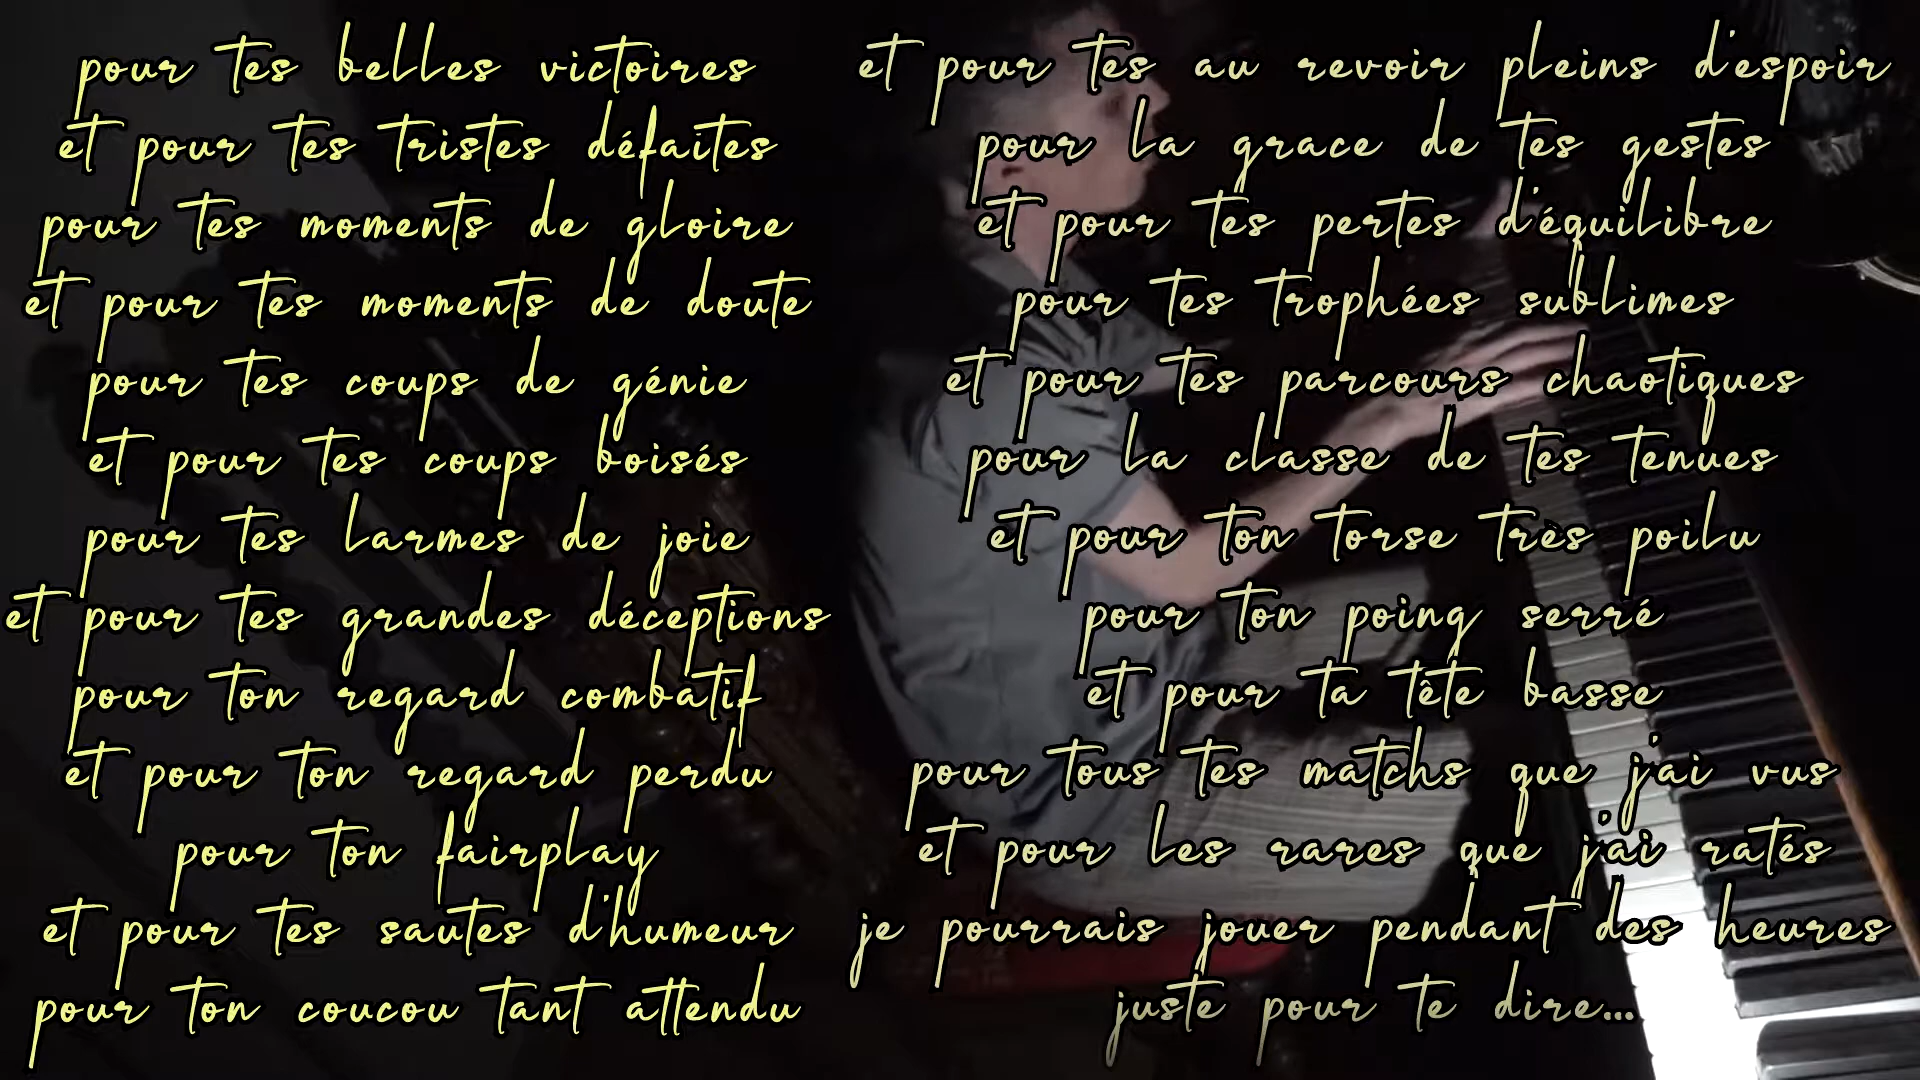 pour tes belles victoires
et pour tes tristes défaites
pour tes moments de gloire
et pour tes moments de doute
pour tes coups de génie
et pour tes coups boisés
pour tes larmes de joie
et pour tes grandes déceptions
pour ton regard combatif
et pour ton regard perdu
pour ton fairplay
et pour tes sautes d'humeur
pour ton coucou tant attendu
et pour tes au revoir pleins d'espoir
pour la grace de tes gestes
et pour tes pertes d'équilibre
pour tes trophées sublimes
et pour tes parcours chaotiques
pour la classe de tes tenues
et pour ton torse très poilu
pour ton poing serré
et pour ta tête basse
pour tous tes matchs que j'ai vus
et pour les rares que j'ai ratés
je pourrais jouer pendant des heures
juste pour te dire...